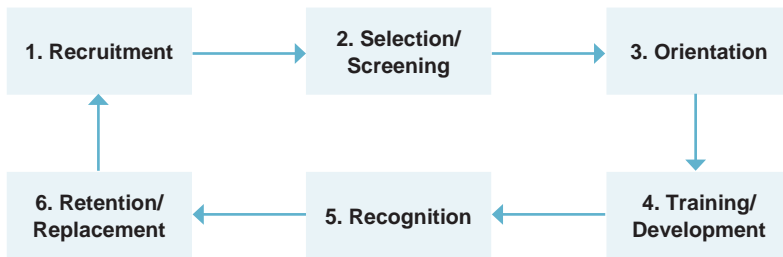 1. Recruitment
2. Selection/
Screening
3. Orientation
4. Training/
Development
5. Recognition
6. Retention/
Replacement